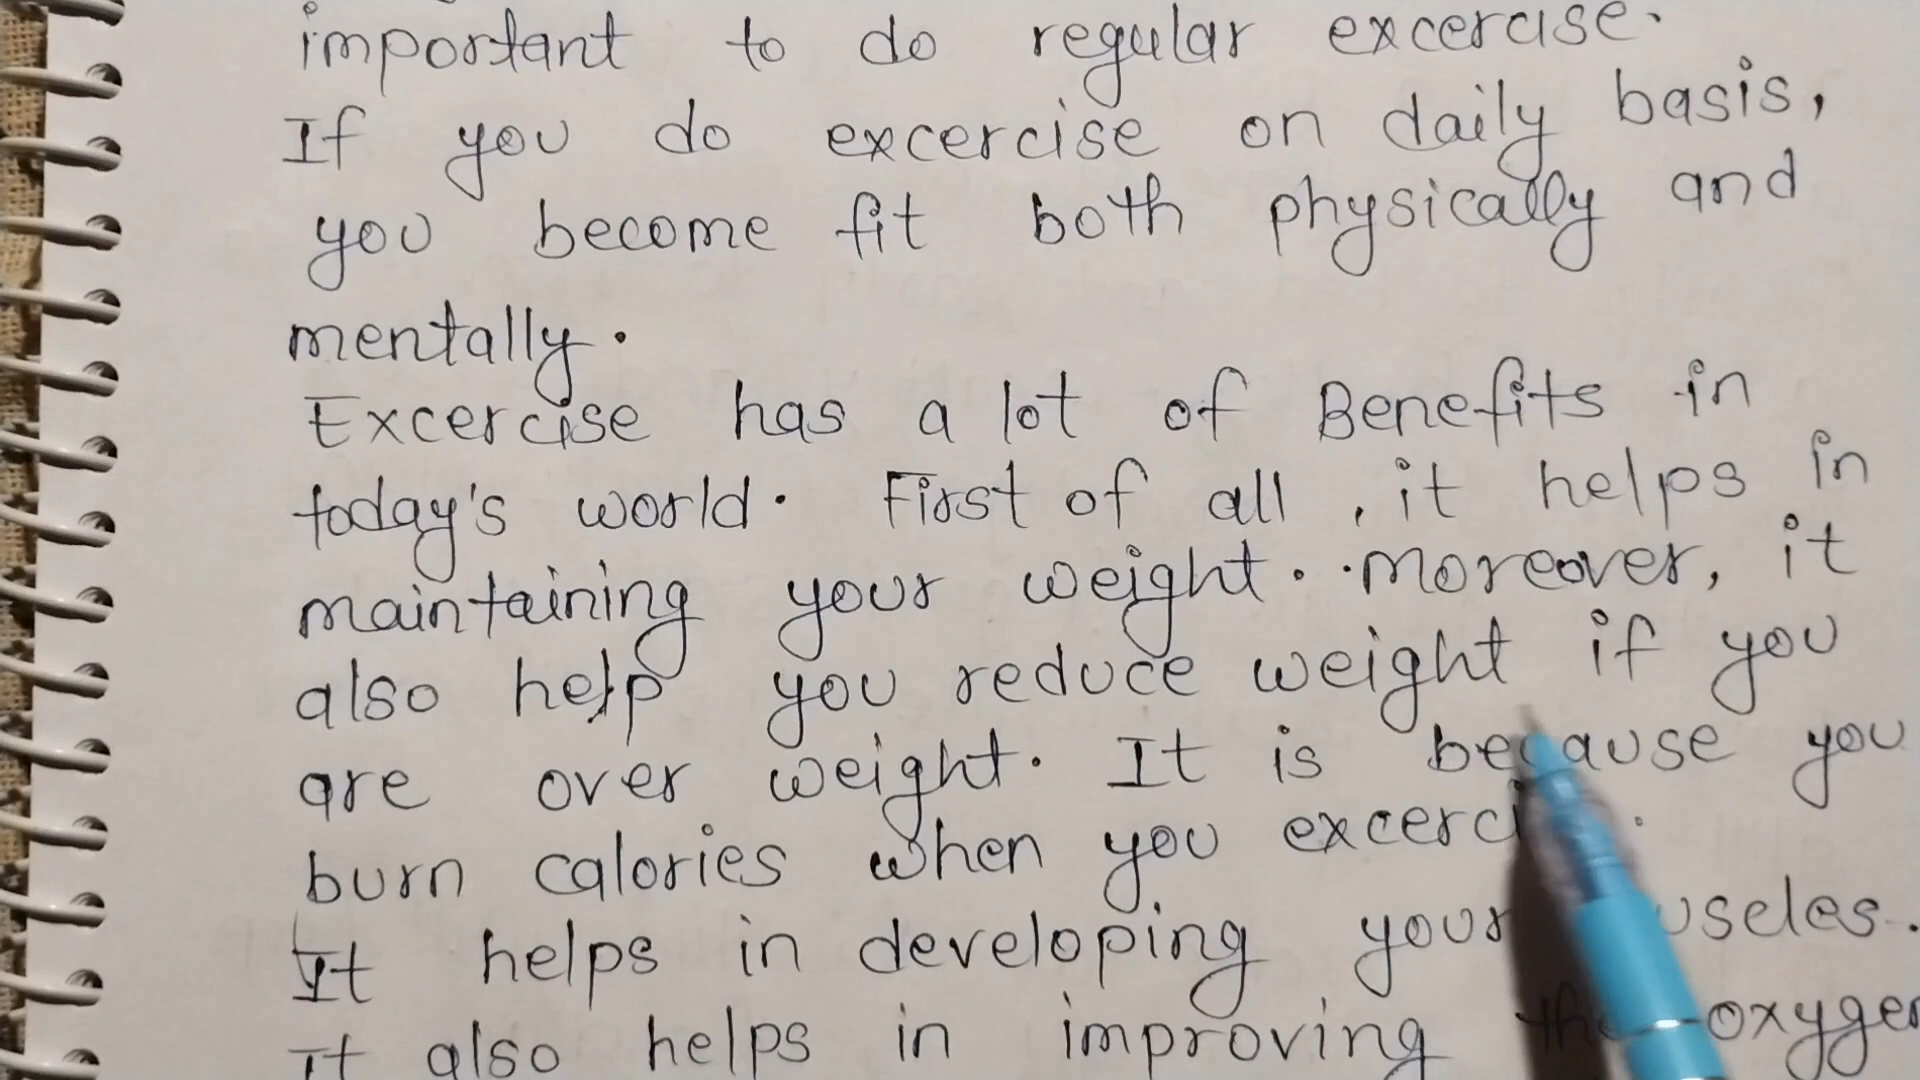 important to do regular excercise.
If you do excercise on daily basis,
you become fit both physically and
mentally.
Excercise has a lot of Benefits in
today's world. First of all, it helps in
maintaining your weight. Moreover, it
also help you reduce weight if you
are over weight. It is because you
burn calories when you
It helps in developing your
It also helps in improving the